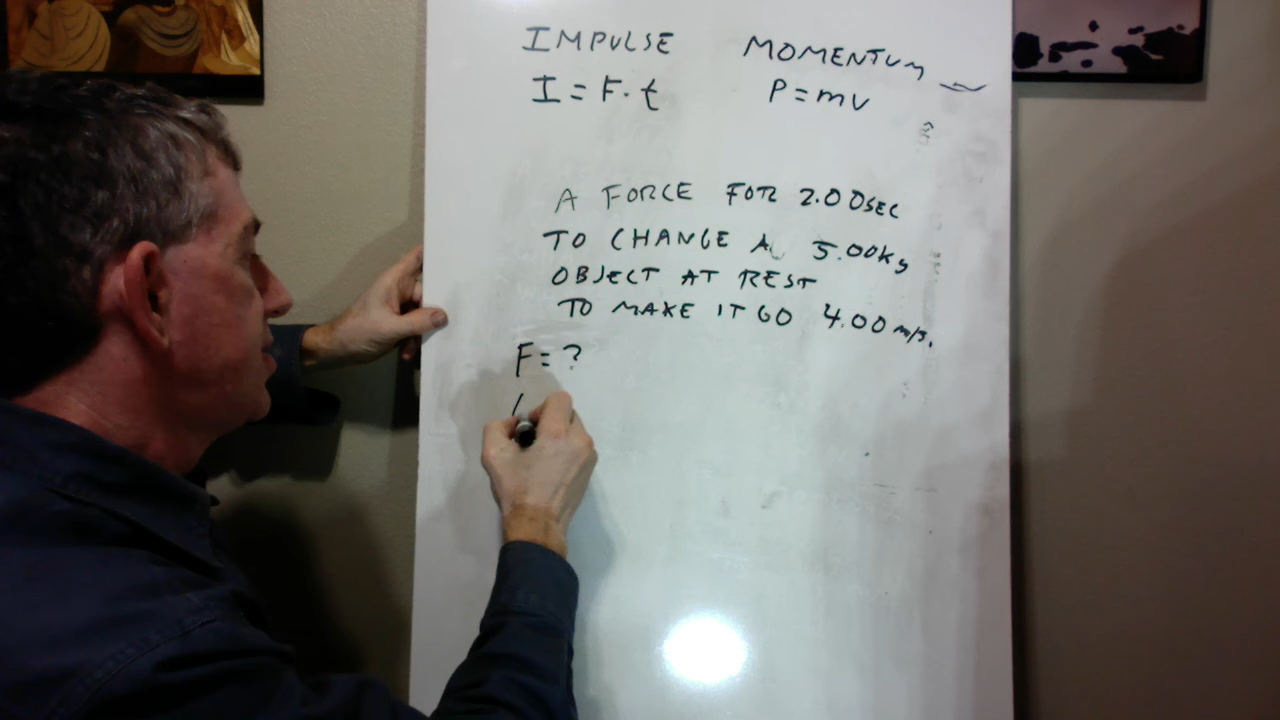 IMPULSE MOMENTUM
I = F · t P = mv
A FORCE FOR 2.00 SEC
TO CHANGE A 5.00 kg
OBJECT AT REST
TO MAKE IT GO 4.00 m/s.
F = ?